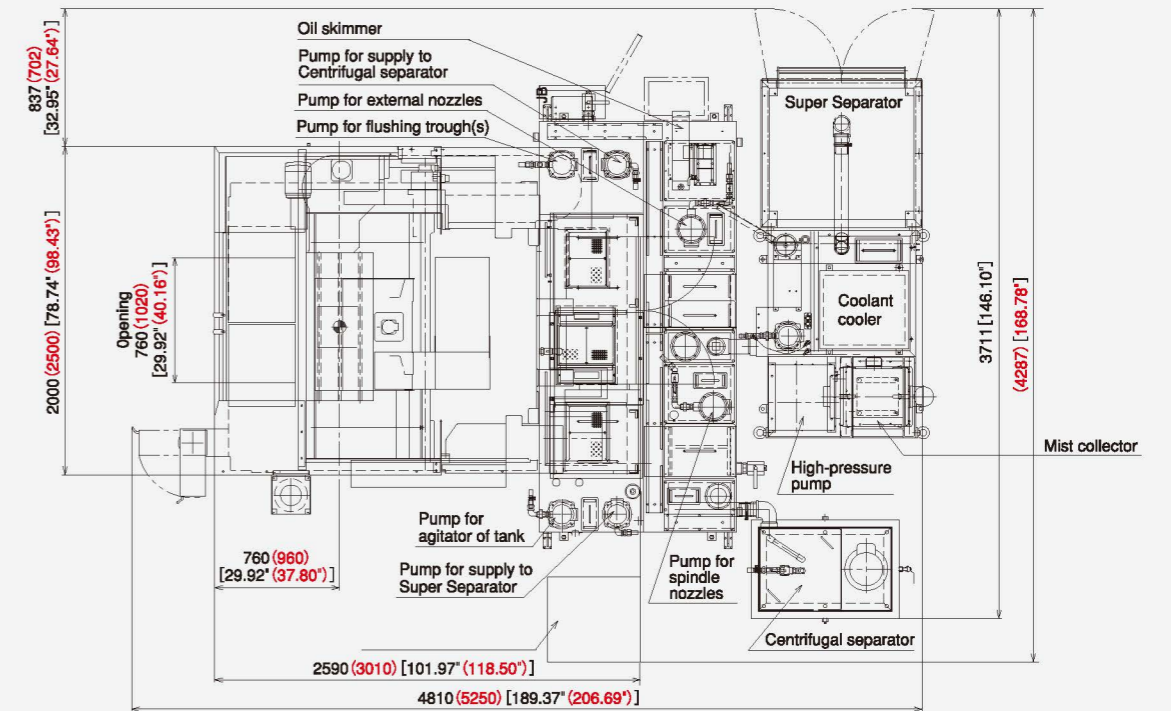 Oil skimmer
Pump for supply to
Centrifugal separator
Pump for external nozzles
Pump for flushing trough(s)
Super Separator
837 (702)
[32.95" (27.64")]
2000 (2500) [78.74" (98.43")]
opening
760 (1020)
[29.92" (40.16")]
Coolant
cooler
3711 [146.10"]
(4287) [168.78"]
Mist collector
High-pressure
pump
Pump for
agitator of tank
Pump for supply to
Super Separator
Pump for
spindle
nozzles
760 (960)
[29.92" (37.80")]
Centrifugal separator
2590 (3010) [101.97" (118.50")]
4810 (5250) [189.37" (206.69")]